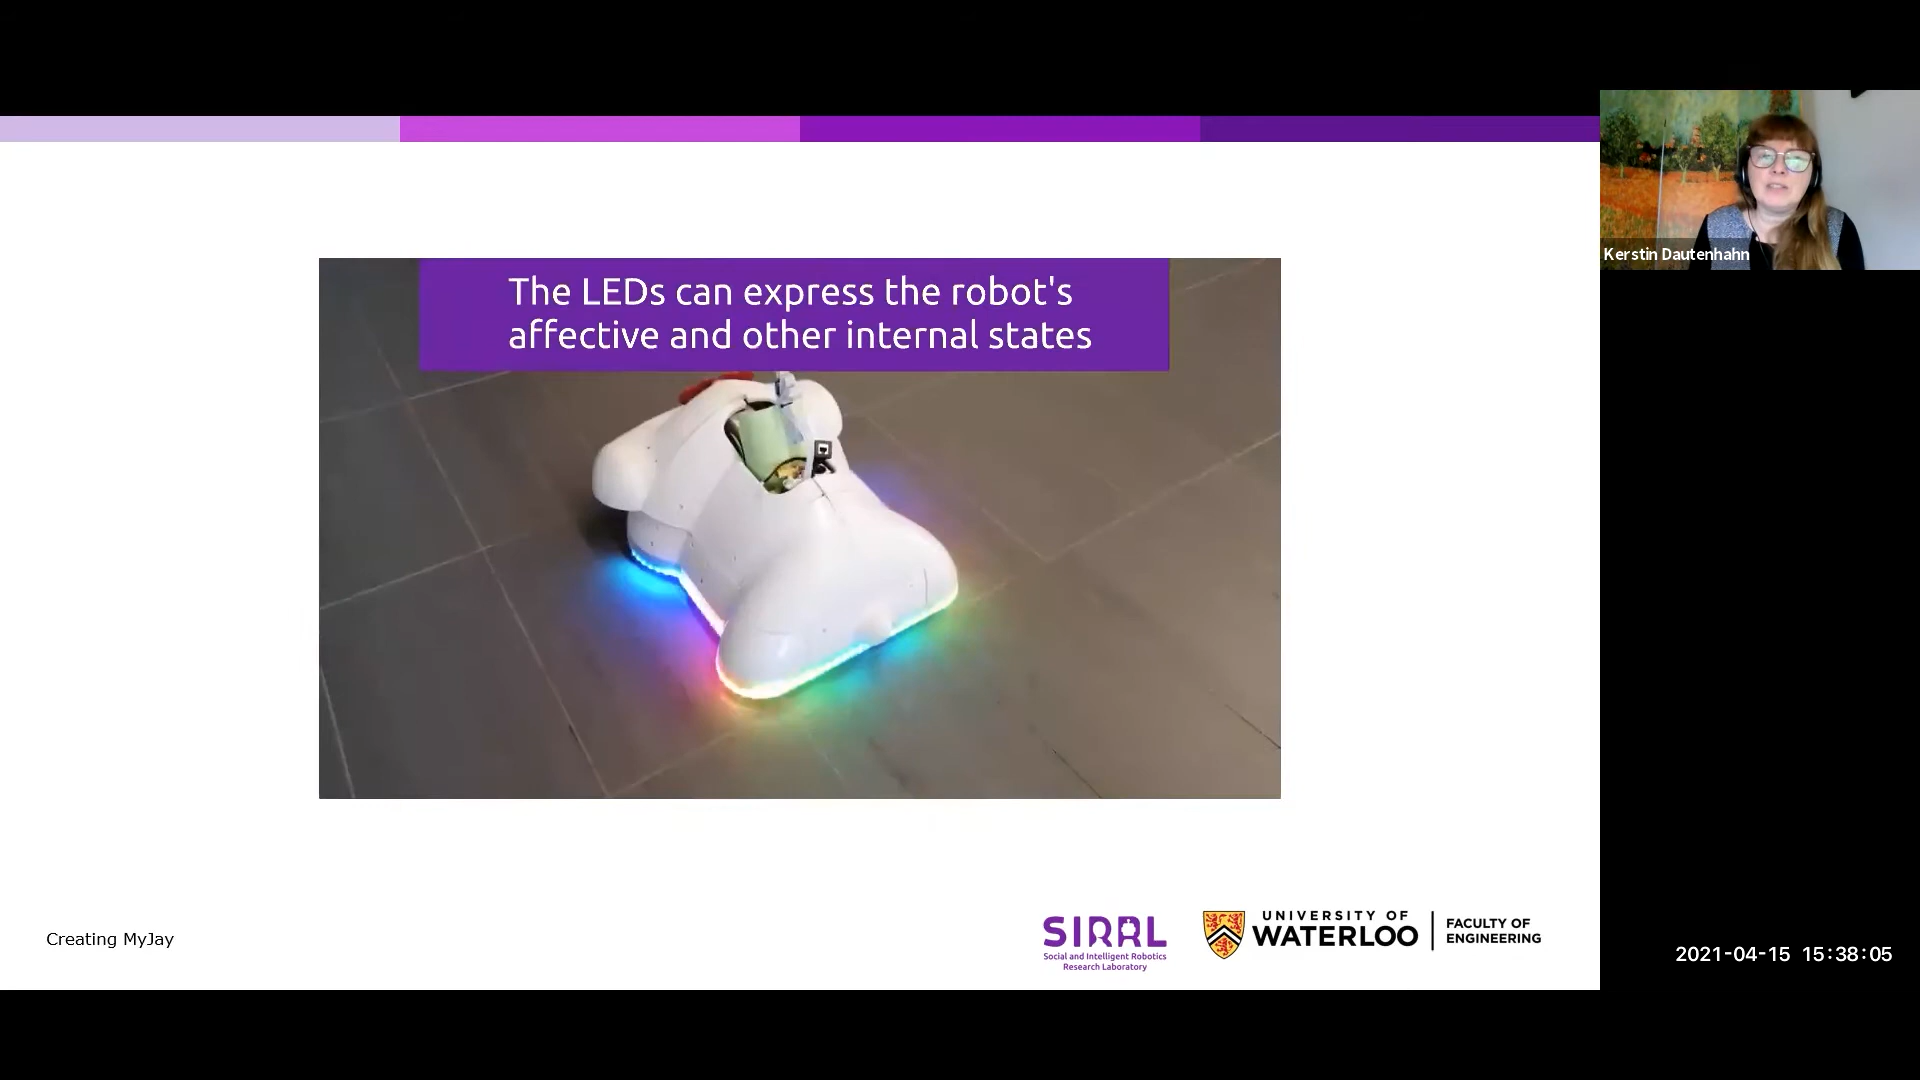 The LEDs can express the robot's
affective and other internal states
Kerstin Dautenhahn
Creating MyJay
SIRRL
Social and Intelligent Robotics
Research Laboratory
UNIVERSITY OF
WATERLOO
FACULTY OF
ENGINEERING
2021-04-15 15:38:05